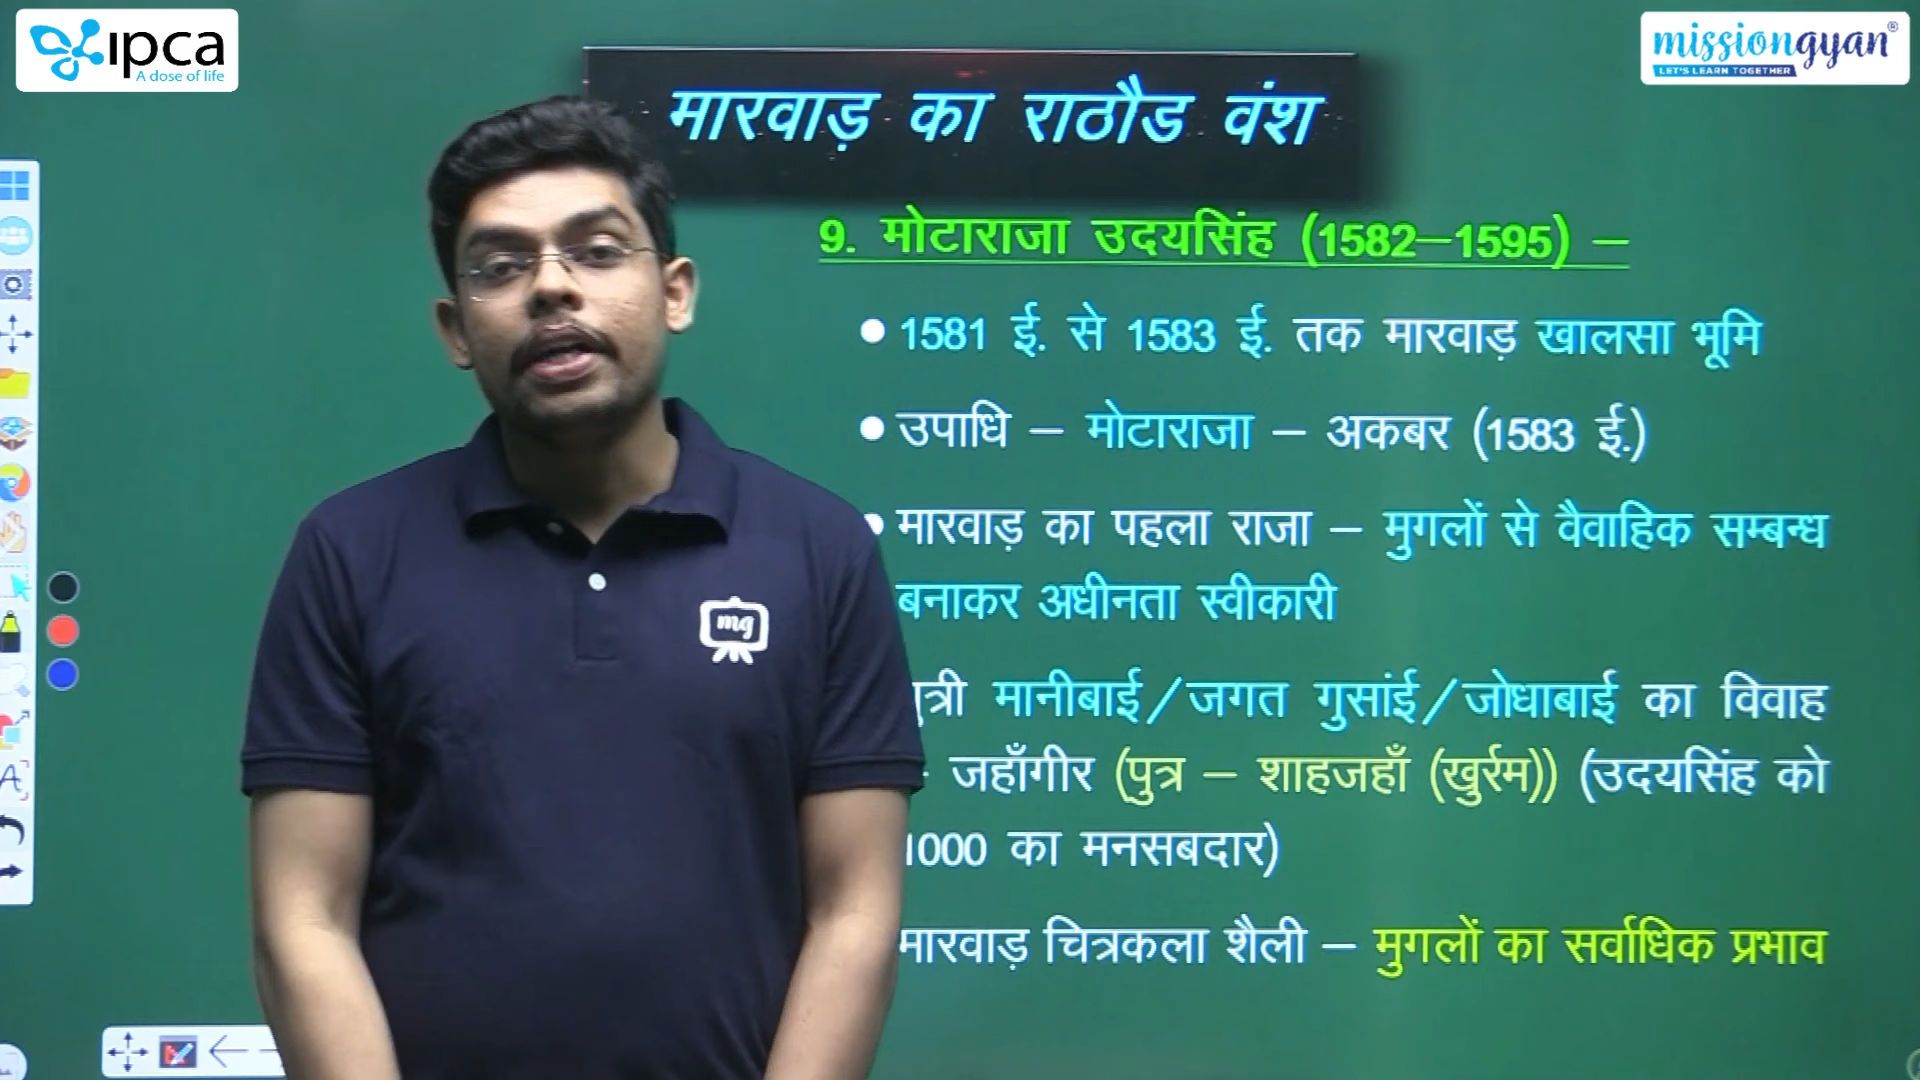 ipca
A dose of life
missiongyan®
LET'S LEARN TOGETHER
मारवाड़ का राठौड वंश
9. मोटाराजा उदयसिंह (1582–1595) –
• 1581 ई. से 1583 ई. तक मारवाड़ खालसा भूमि
• उपाधि – मोटाराजा – अकबर (1583 ई.)
• मारवाड़ का पहला राजा – मुगलों से वैवाहिक सम्बन्ध
बनाकर अधीनता स्वीकारी
मानीबाई/जगत गुसांई/जोधाबाई का विवाह
जहाँगीर (पुत्र – शाहजहाँ (खुर्रम)) (उदयसिंह को
1000 का मनसबदार)
मारवाड़ चित्रकला शैली – मुगलों का सर्वाधिक प्रभाव
mg